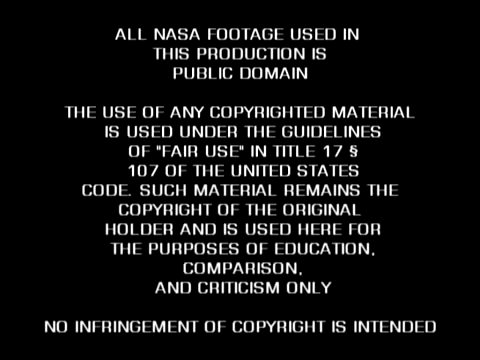 ALL NASA FOOTAGE USED IN
THIS PRODUCTION IS
PUBLIC DOMAIN
THE USE OF ANY COPYRIGHTED MATERIAL
IS USED UNDER THE GUIDELINES
OF "FAIR USE" IN TITLE 17 §
107 OF THE UNITED STATES
CODE. SUCH MATERIAL REMAINS THE
COPYRIGHT OF THE ORIGINAL
HOLDER AND IS USED HERE FOR
THE PURPOSES OF EDUCATION,
COMPARISON,
AND CRITICISM ONLY
NO INFRINGEMENT OF COPYRIGHT IS INTENDED